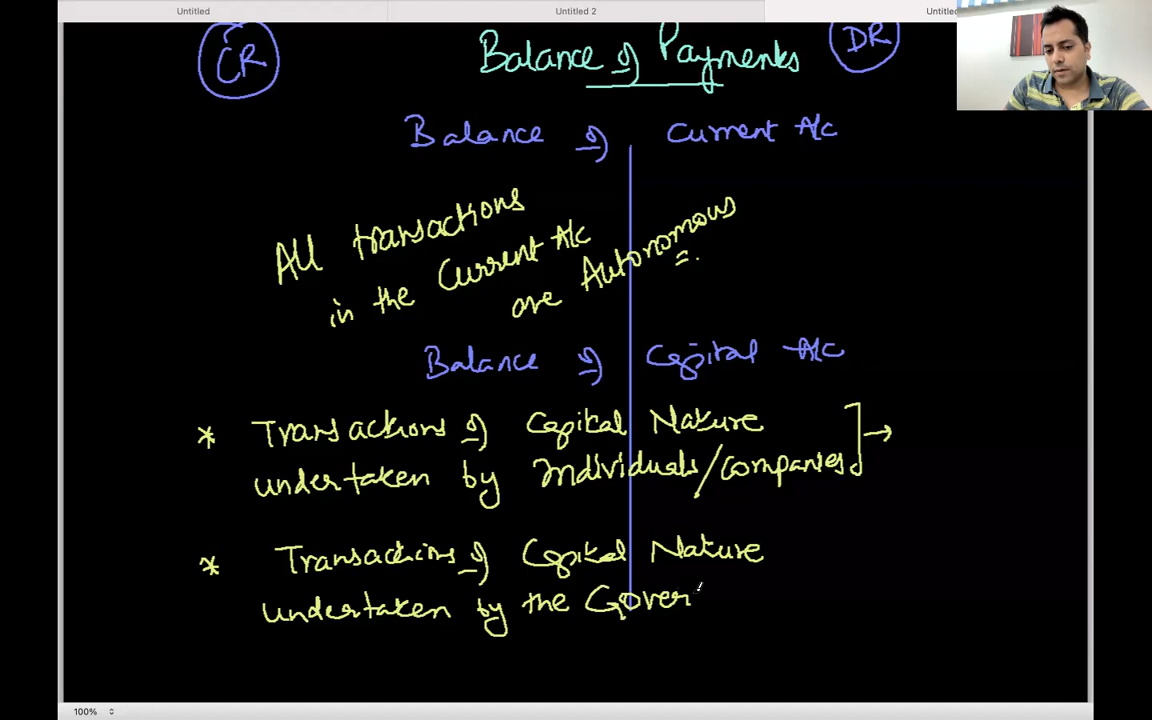 Untitled
Untitled 2
Untitled
CR
Balance of Payments
DR
Balance of Current A/c
All transactions
in the Current A/c
are Autonomous
Balance of Capital A/c
* Transactions of Capital Nature
undertaken by Individuals/Companies
* Transactions of Capital Nature
undertaken by the Gover
100%